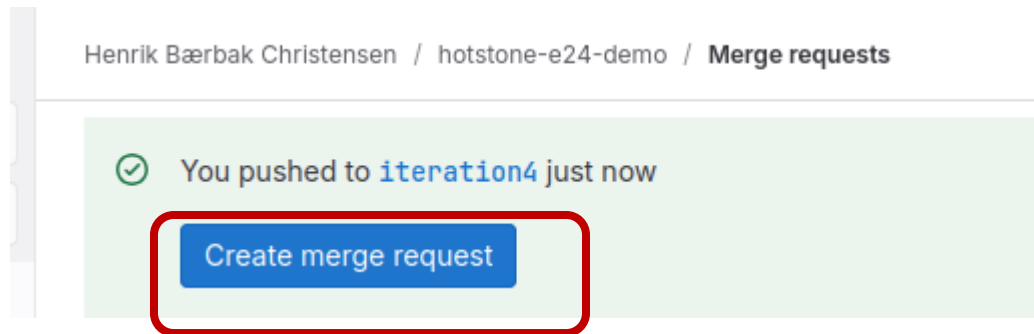 Henrik Bærbak Christensen / hotstone-e24-demo / Merge requests
You pushed to iteration4 just now
Create merge request